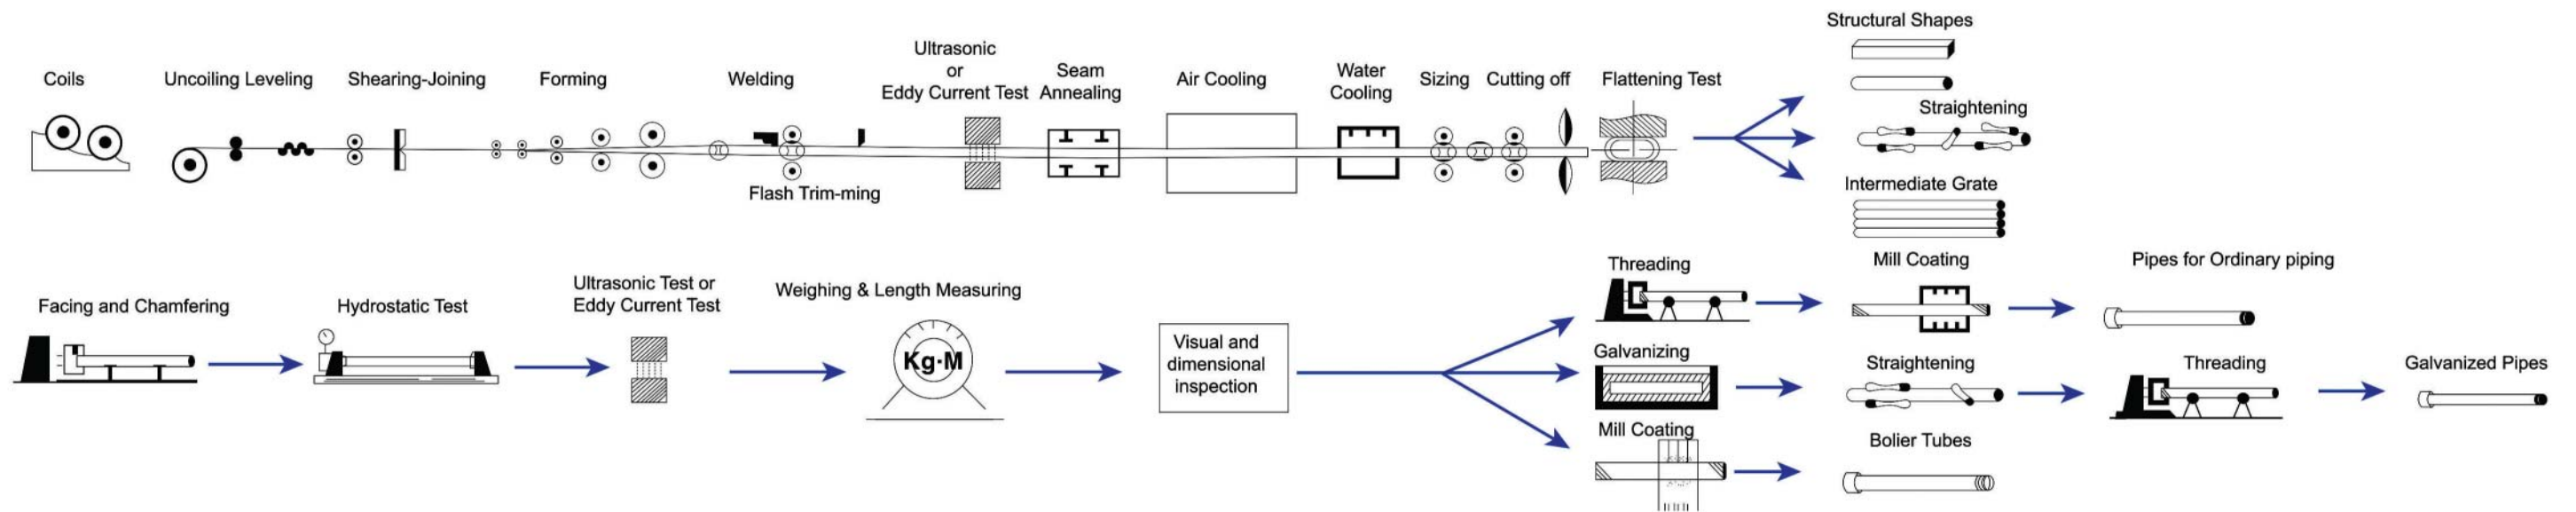 Coils
Uncoiling Leveling
Shearing-Joining
Forming
Welding
Flash Trim-ming
Ultrasonic
or
Eddy Current Test
Seam
Annealing
Air Cooling
Water
Cooling
Sizing
Cutting off
Flattening Test
Structural Shapes
Straightening
Intermediate Grate
Facing and Chamfering
Hydrostatic Test
Ultrasonic Test or
Eddy Current Test
Weighing & Length Measuring
Kg·M
Visual and
dimensional
inspection
Threading
Mill Coating
Pipes for Ordinary piping
Galvanizing
Straightening
Threading
Galvanized Pipes
Mill Coating
Bolier Tubes